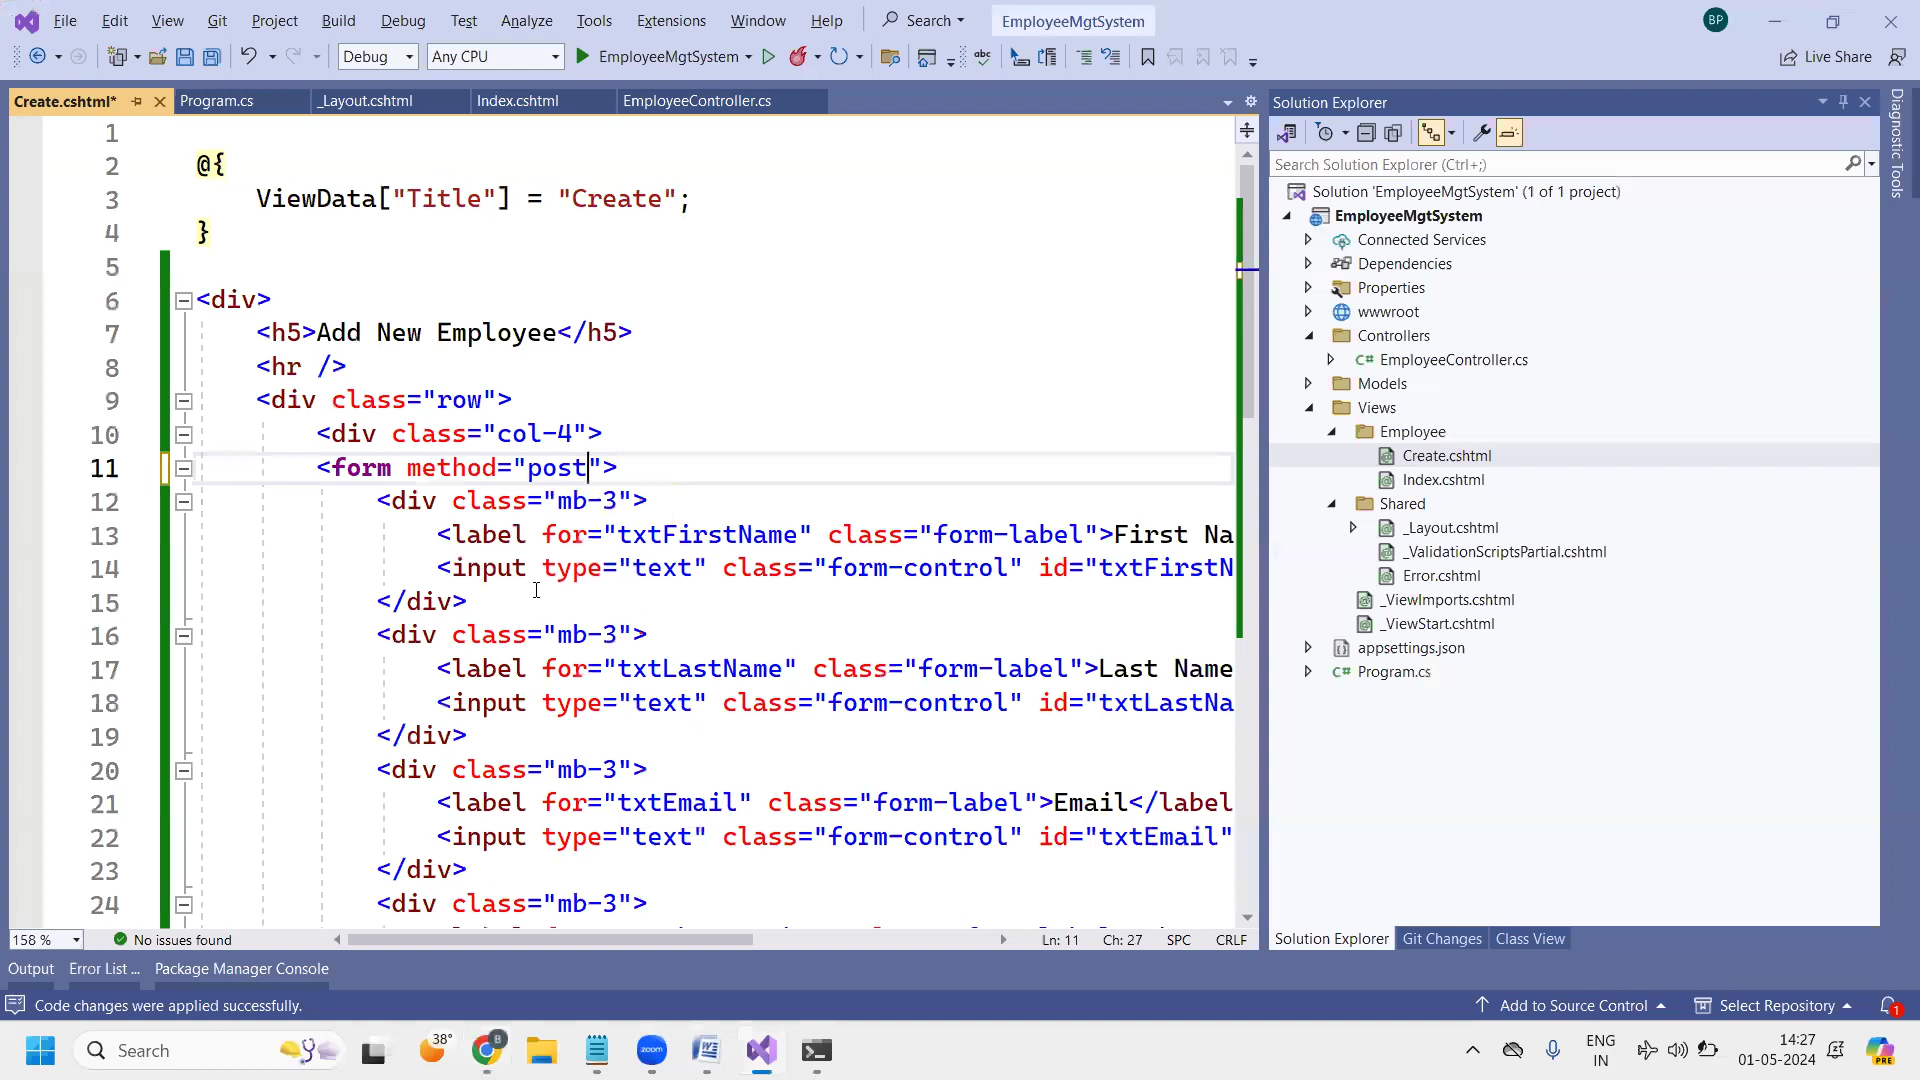 File Edit View Git Project Build Debug Test Analyze Tools Extensions Window Help Search EmployeeMgtSystem BP
Debug Any CPU EmployeeMgtSystem abc Live Share
Create.cshtml* Program.cs _Layout.cshtml Index.cshtml EmployeeController.cs
1
2 @{
3 ViewData["Title"] = "Create";
4 }
5
6 <div>
7 <h5>Add New Employee</h5>
8 <hr />
9 <div class="row">
10 <div class="col-4">
11 <form method="post">
12 <div class="mb-3">
13 <label for="txtFirstName" class="form-label">First Na
14 <input type="text" class="form-control" id="txtFirstN
15 </div>
16 <div class="mb-3">
17 <label for="txtLastName" class="form-label">Last Name
18 <input type="text" class="form-control" id="txtLastNa
19 </div>
20 <div class="mb-3">
21 <label for="txtEmail" class="form-label">Email</label
22 <input type="text" class="form-control" id="txtEmail"
23 </div>
24 <div class="mb-3">
158 % No issues found Ln: 11 Ch: 27 SPC CRLF
Solution Explorer
Search Solution Explorer (Ctrl+;)
Solution 'EmployeeMgtSystem' (1 of 1 project)
EmployeeMgtSystem
Connected Services
Dependencies
Properties
wwwroot
Controllers
C# EmployeeController.cs
Models
Views
Employee
Create.cshtml
Index.cshtml
Shared
_Layout.cshtml
_ValidationScriptsPartial.cshtml
Error.cshtml
_ViewImports.cshtml
_ViewStart.cshtml
appsettings.json
C# Program.cs
Solution Explorer Git Changes Class View
Diagnostic Tools
Output Error List ... Package Manager Console
Code changes were applied successfully. Add to Source Control Select Repository 1
Search 38° B zoom W ENG IN 14:27 01-05-2024 PRE